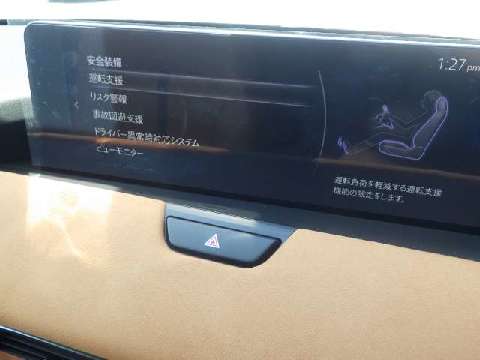 安全装備
1:27 pm
運転支援
リスク警報
事故回避支援
ドライバー異常時対応システム
ビューモニター
運転負荷を軽減する運転支援
機能の設定をします。